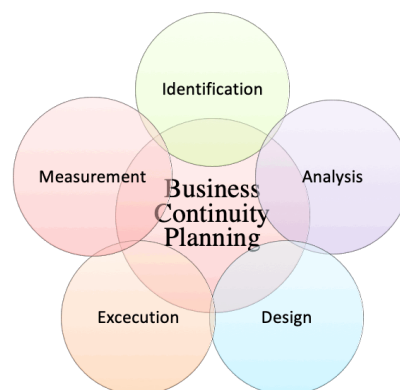 Identification
Measurement
Analysis
Business
Continuity
Planning
Excecution
Design